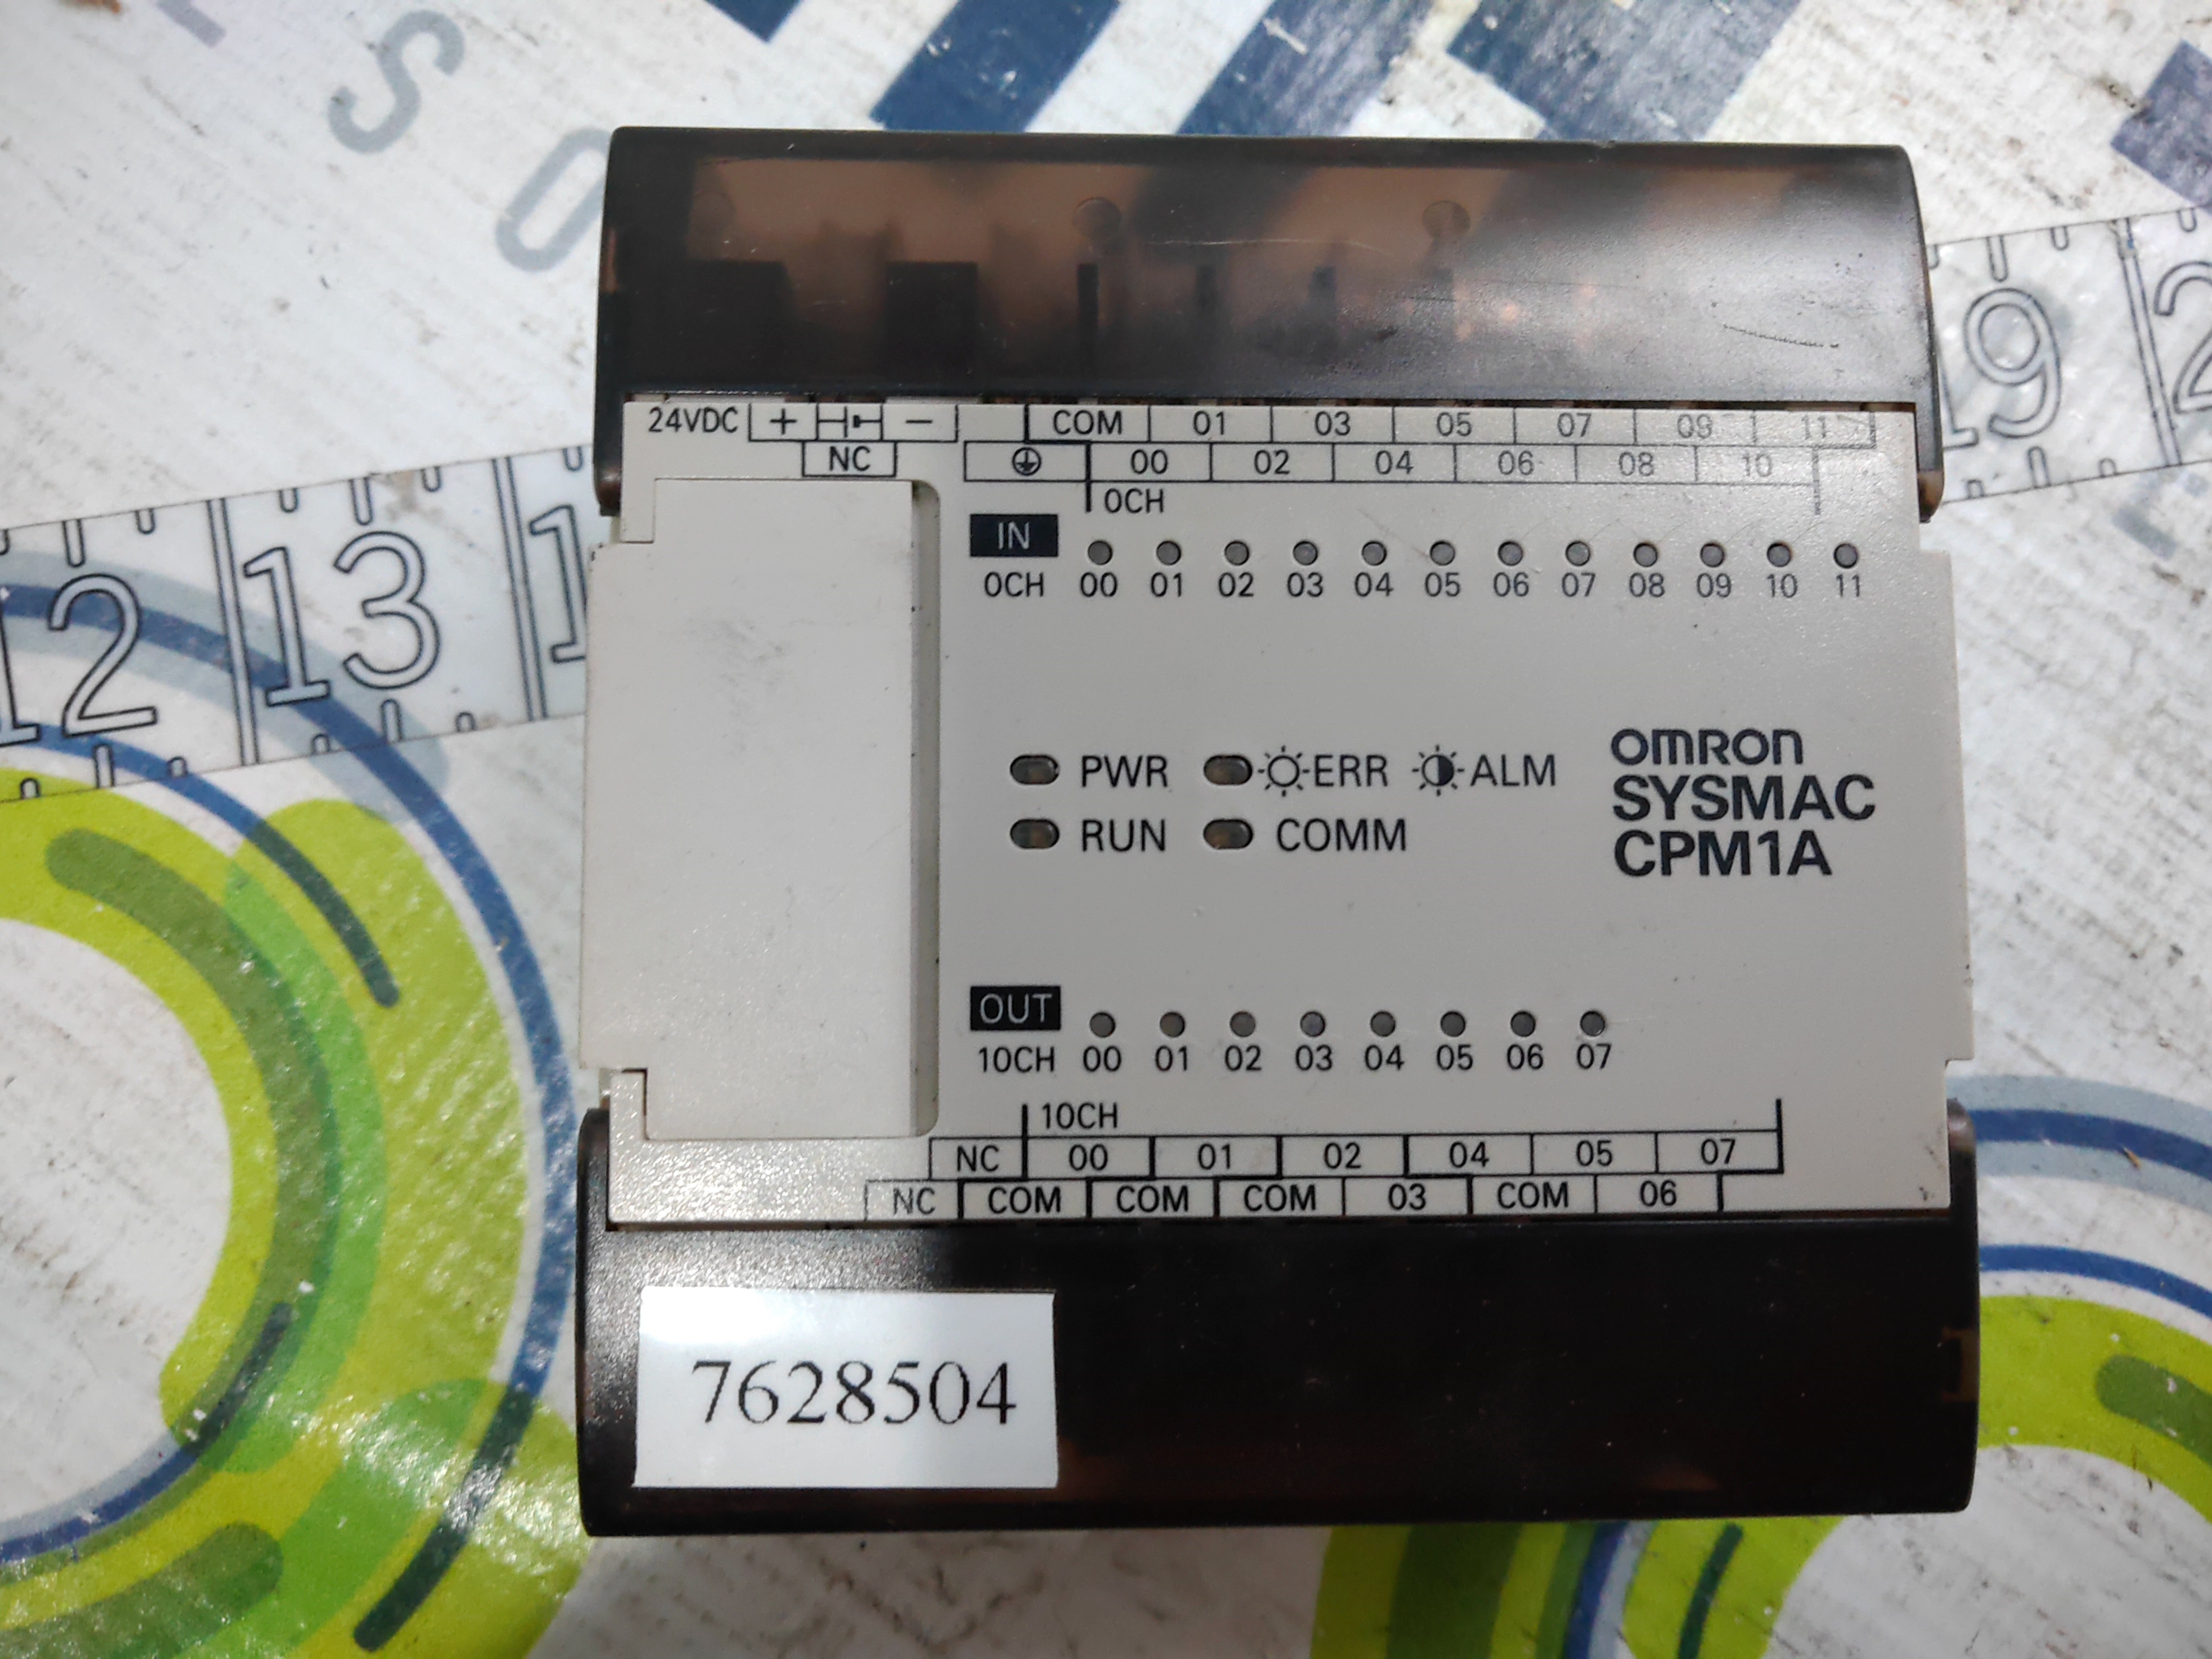 S
O
19
2
12
13
1
24VDC + − COM 01 03 05 07 09 11
NC 00 02 04 06 08 10
0CH
IN
0CH 00 01 02 03 04 05 06 07 08 09 10 11
PWR ERR ALM
RUN COMM
OMRON
SYSMAC
CPM1A
OUT
10CH 00 01 02 03 04 05 06 07
10CH
NC 00 01 02 04 05 07
NC COM COM COM 03 COM 06
7628504